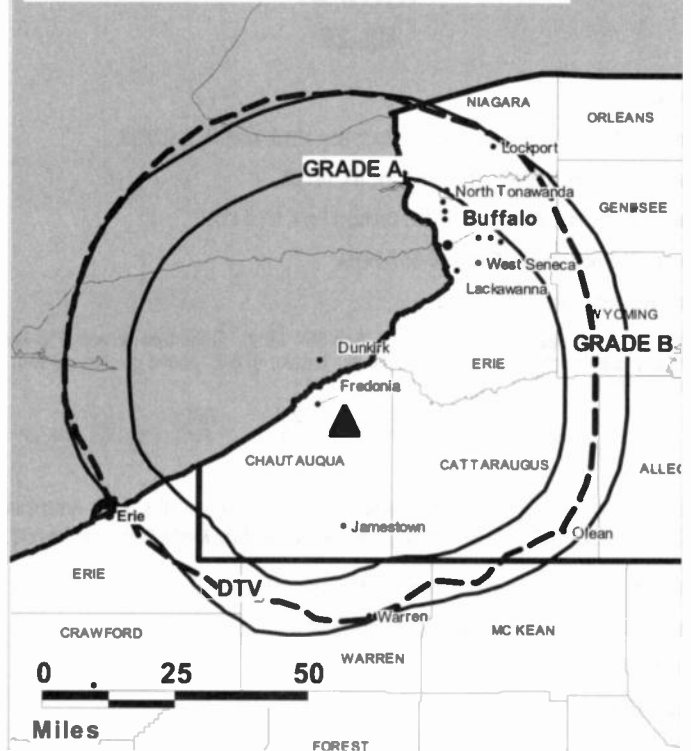 NIAGARA
ORLEANS
Lockport
GRADE A
North Tonawanda
GENESEE
Buffalo
West Seneca
Lackawanna
WYOMING
GRADE B
Dunkirk
ERIE
Fredonia
CHAUTAUQUA
CATTARAUGUS
ALLEG
Jamestown
Erie
Olean
ERIE
DTV
Warren
CRAWFORD
MC KEAN
WARREN
0 25 50
Miles
FOREST